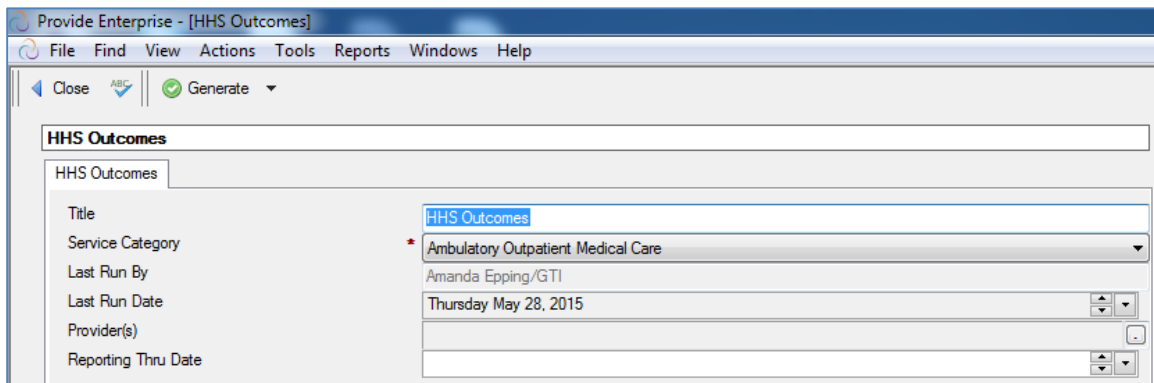 Provide Enterprise - [HHS Outcomes]
File Find View Actions Tools Reports Windows Help
Close ABC Generate
HHS Outcomes
HHS Outcomes
Title HHS Outcomes
Service Category * Ambulatory Outpatient Medical Care
Last Run By Amanda Epping/GTI
Last Run Date Thursday May 28, 2015
Provider(s) .
Reporting Thru Date